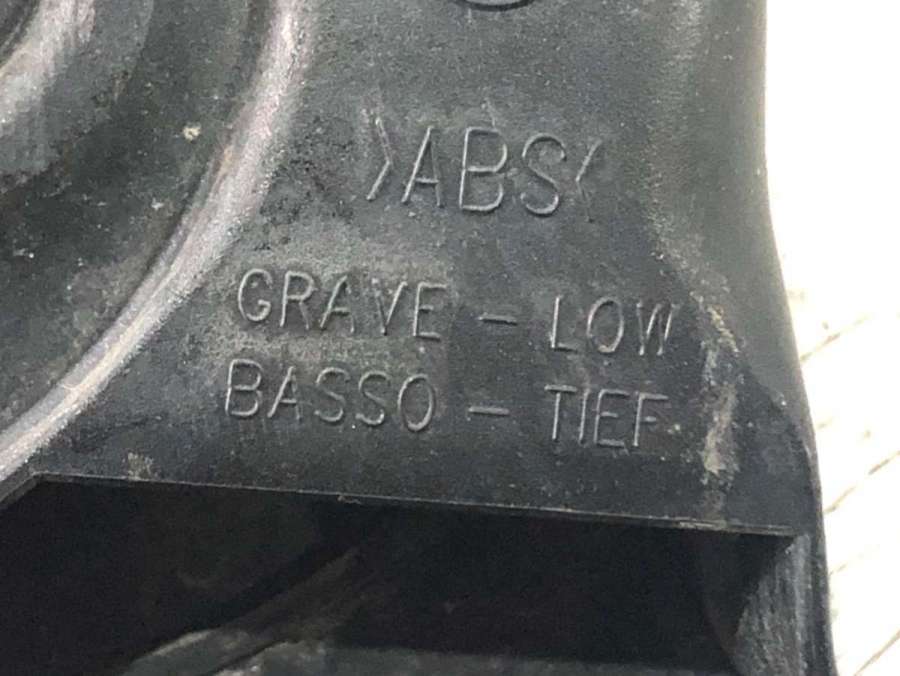 >ABS<
GRAVE - LOW
BASSO - TIEF